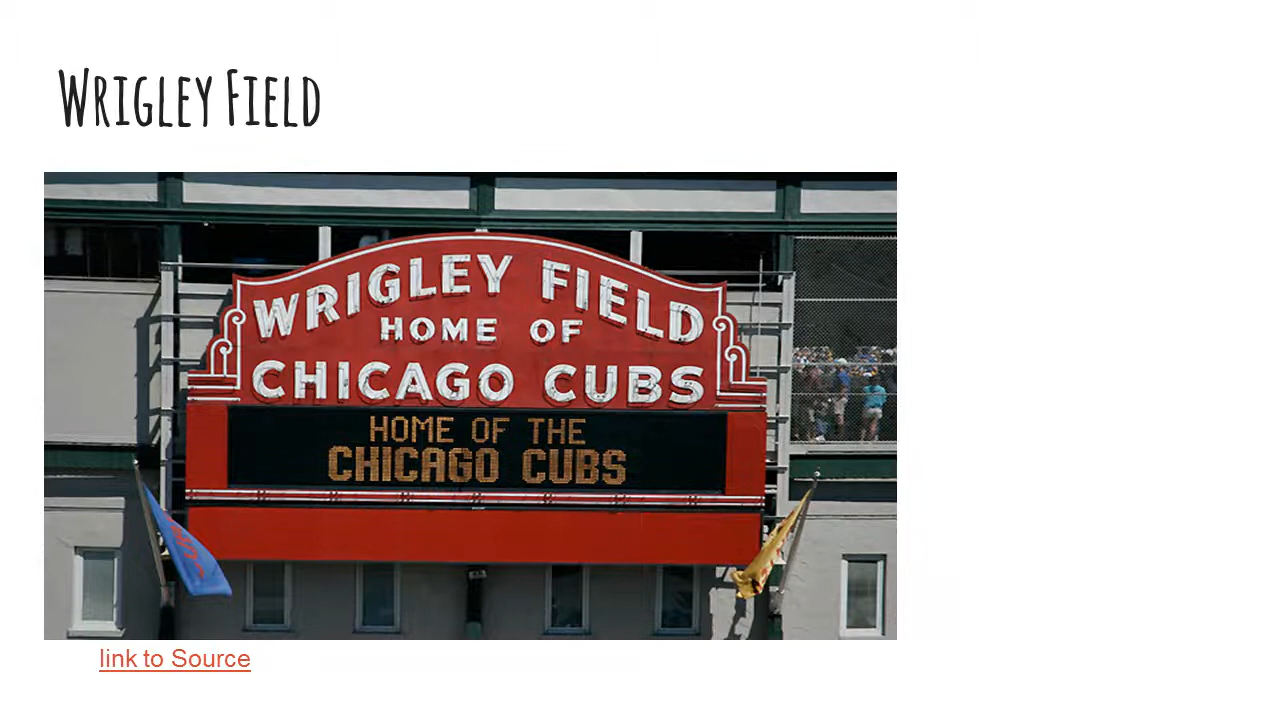 Wrigley Field
WRIGLEY FIELD
HOME OF
CHICAGO CUBS
HOME OF THE
CHICAGO CUBS
link to Source